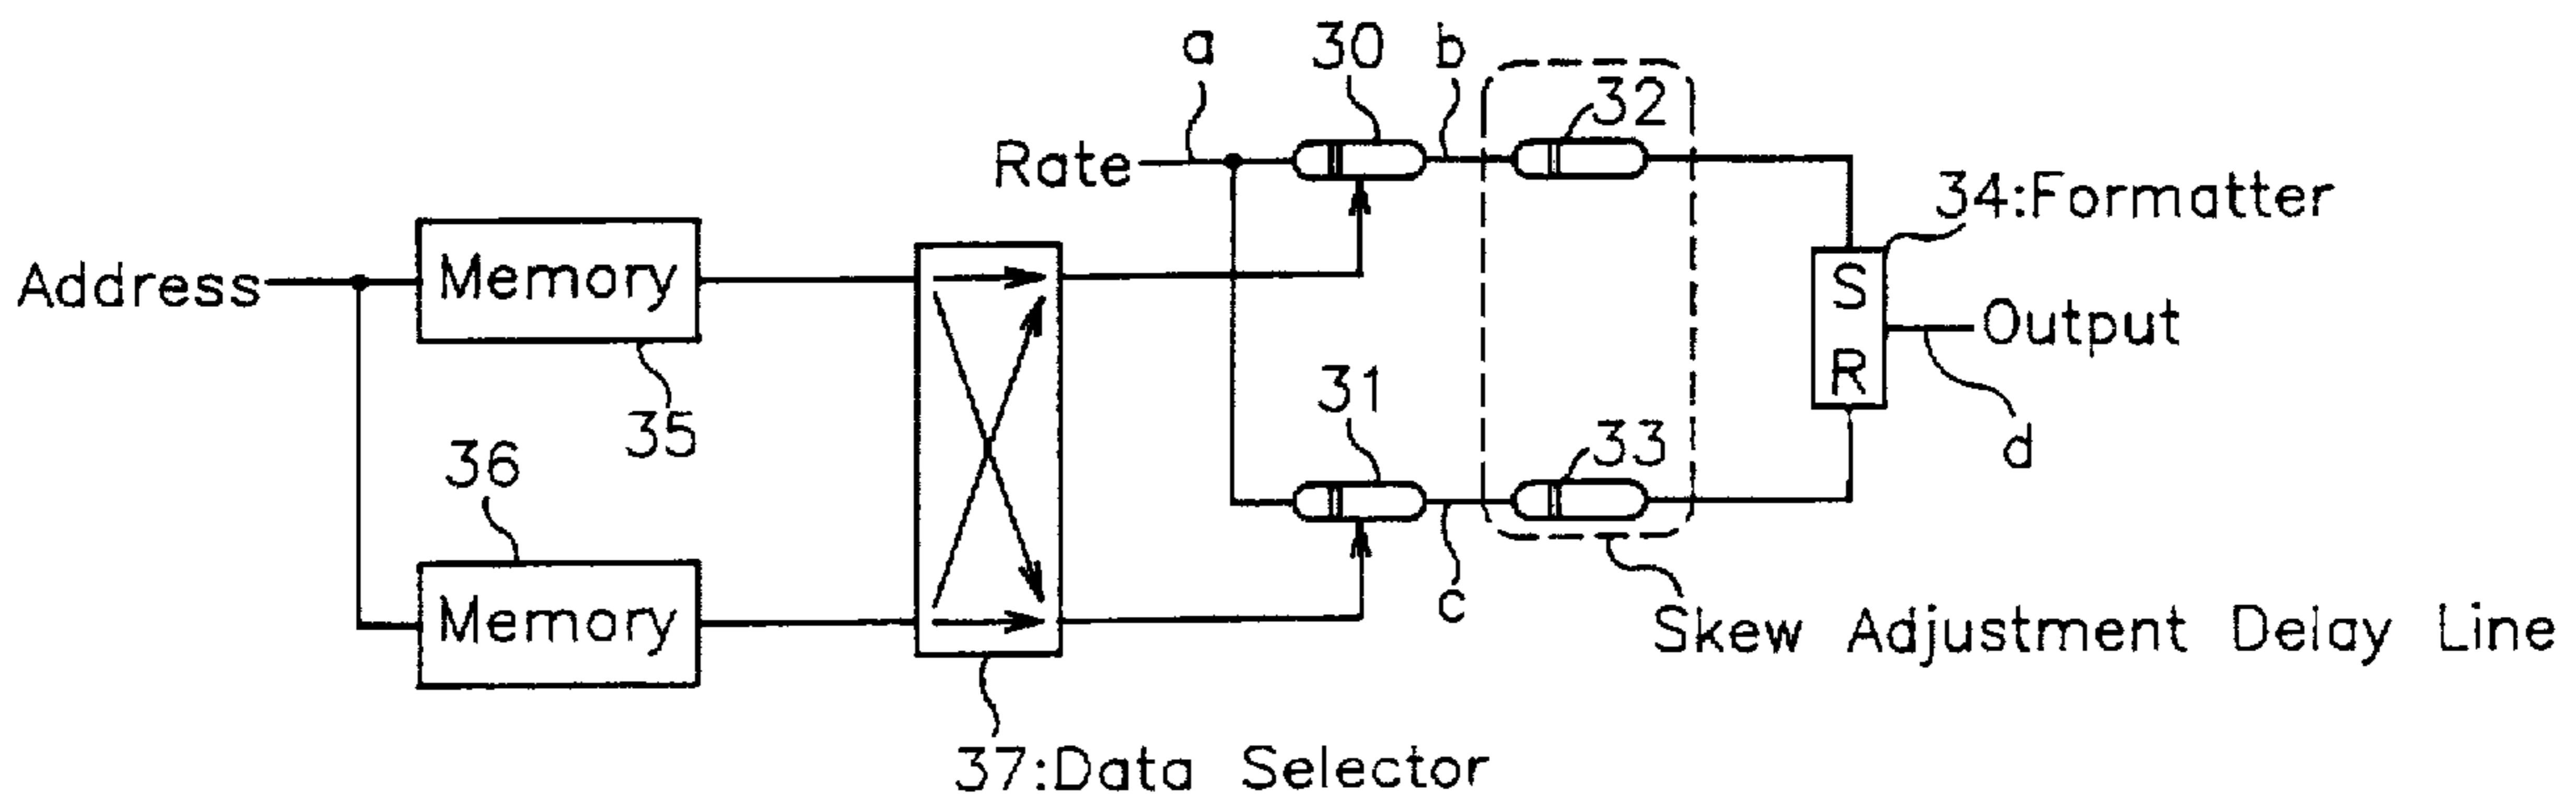 a
30
b
32
Rate
34:Formatter
Address
Memory
S
R
Output
35
31
33
d
36
Memory
c
Skew Adjustment Delay Line
37:Data Selector